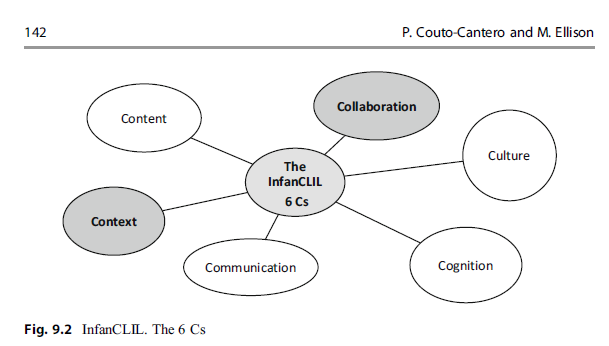 142
P. Couto-Cantero and M. Ellison
Collaboration
Content
Culture
The
InfanCLIL
6 Cs
Context
Communication
Cognition
Fig. 9.2 InfanCLIL. The 6 Cs